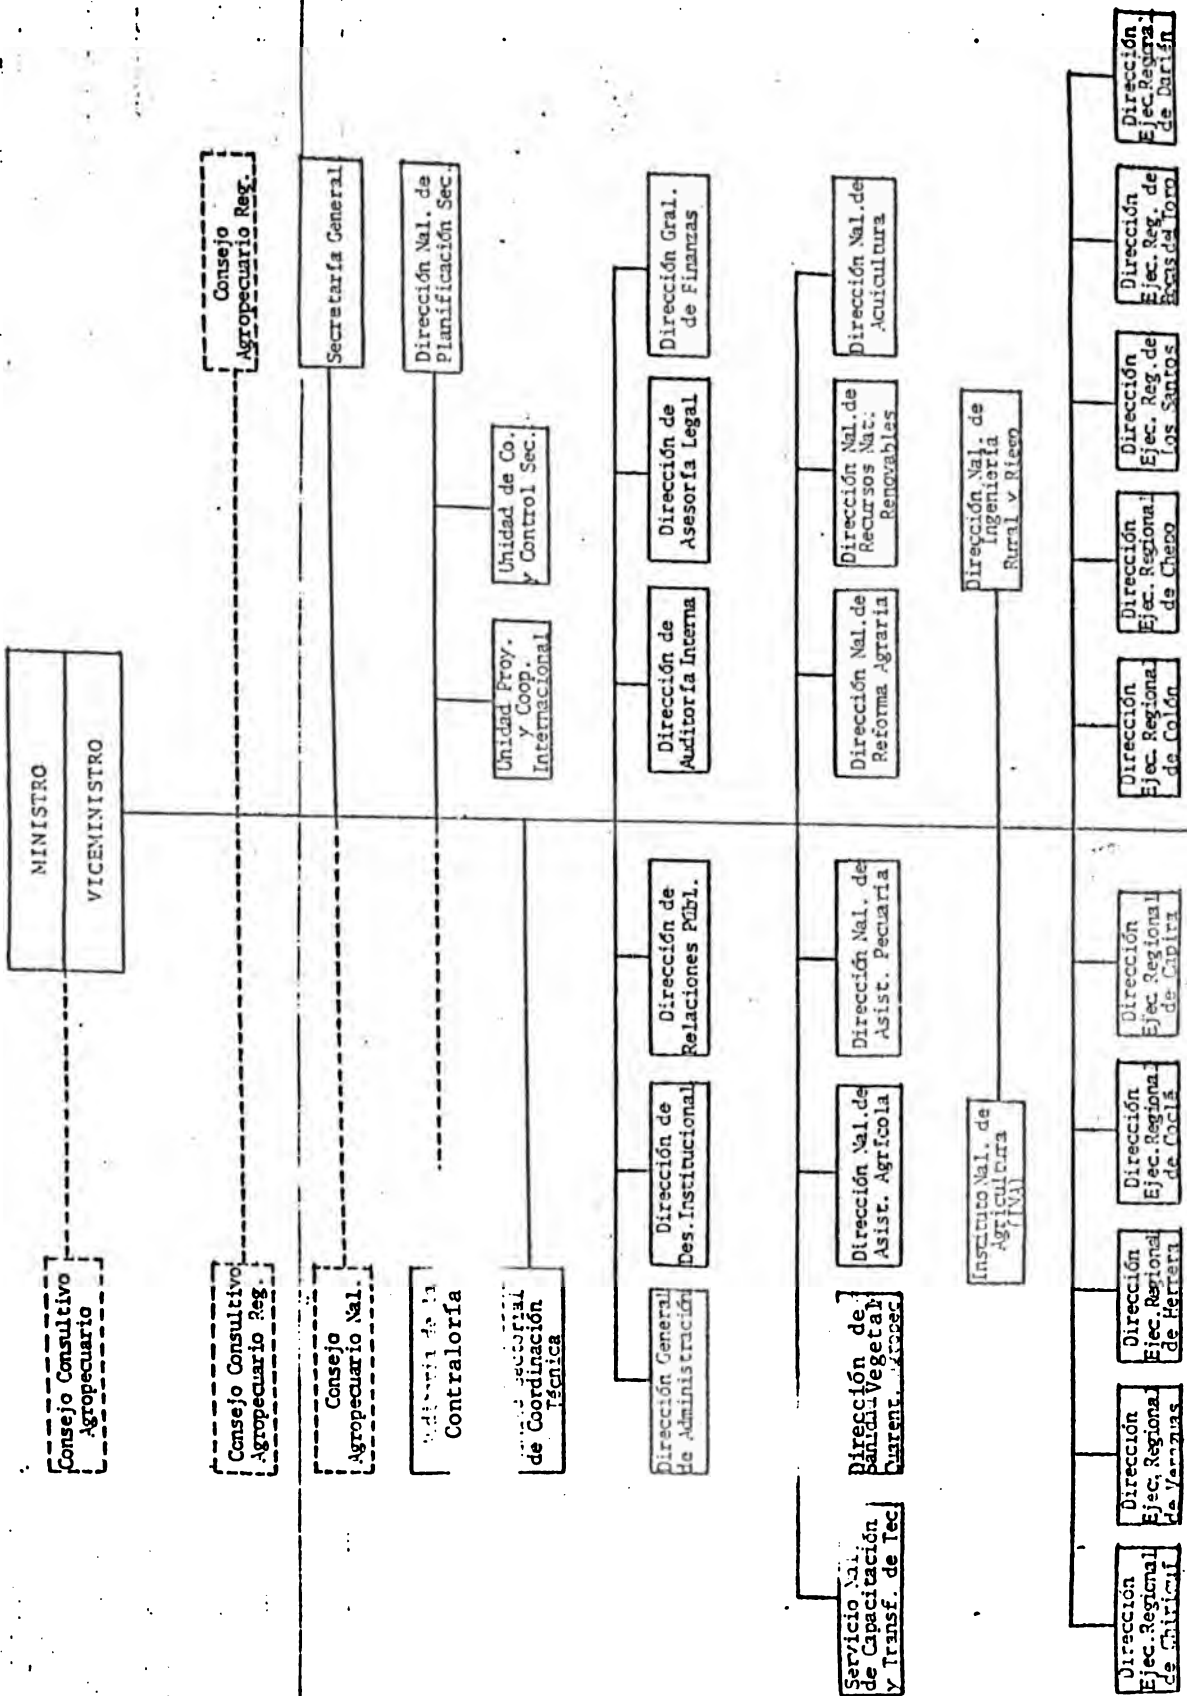 MINISTRO
VICEMINISTRO
Consejo Consultivo
Agropecuario
Consejo Consultivo
Agropecuario Reg.
Consejo
Agropecuario Reg.
Consejo
Agropecuario Nal.
Secretaría General
Contraloría
Dirección Nal. de
Planificación Sec.
Unidad Proy.
y Coop.
Internacional
Unidad de Co.
y Control Sec.
de Coordinación
Técnica
Dirección General
de Administración
Dirección de
Des.Institucional
Dirección de
Relaciones Públ.
Dirección de
Auditoría Interna
Dirección de
Asesoría Legal
Dirección Gral.
de Finanzas
Servicio Nal.
de Capacitación
y Transf. de Tec.
Dirección de
Sanid.Vegetal
Cuarent.
Dirección Nal.de
Asist. Agrícola
Dirección Nal. de
Asist. Pecuaria
Dirección Nal.de
Reforma Agraria
Dirección Nal.de
Recursos Nat.
Renovables
Dirección Nal.de
Acuicultura
Instituto Nal. de
Agricultura
(INA)
Dirección Nal. de
Ingeniería
Rural y Riego
Dirección
Ejec.Regional
de Chiriquí
Dirección
Ejec. Regional
de Veraguas
Dirección
Ejec.Regional
de Herrera
Dirección
Ejec.Regional
de Coclé
Dirección
Ejec Regional
de Capira
Dirección
Ejec. Regional
de Colón
Dirección
Ejec. Regional
de Chepo
Dirección
Ejec. Reg.de
Los Santos
Dirección
Ejec. Reg. de
Bocas del Toro
Dirección
Ejec.Regional
de Darién